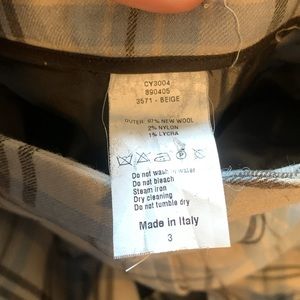 CY3004
890405
3571 - BEIGE
OUTER: 97% NEW WOOL
2% NYLON
1% LYCRA
Do not wash in water
Do not bleach
Steam iron
Dry cleaning
Do not tumble dry
Made in Italy
3